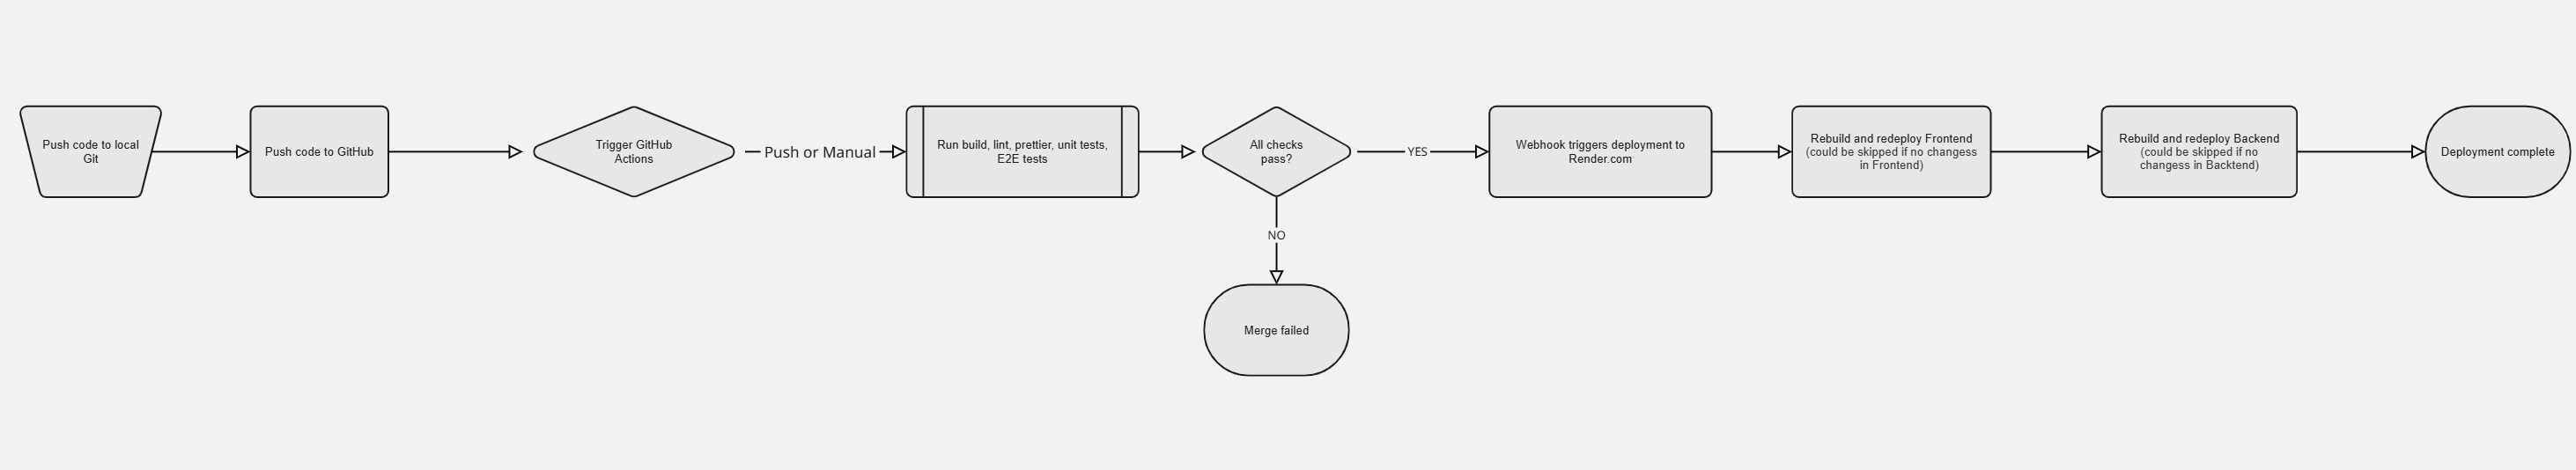 Push code to local
Git
Push code to GitHub
Trigger GitHub
Actions
Push or Manual
Run build, lint, prettier, unit tests,
E2E tests
All checks
pass?
YES
Webhook triggers deployment to
Render.com
Rebuild and redeploy Frontend
(could be skipped if no changess
in Frontend)
Rebuild and redeploy Backend
(could be skipped if no
changess in Backtend)
Deployment complete
NO
Merge failed